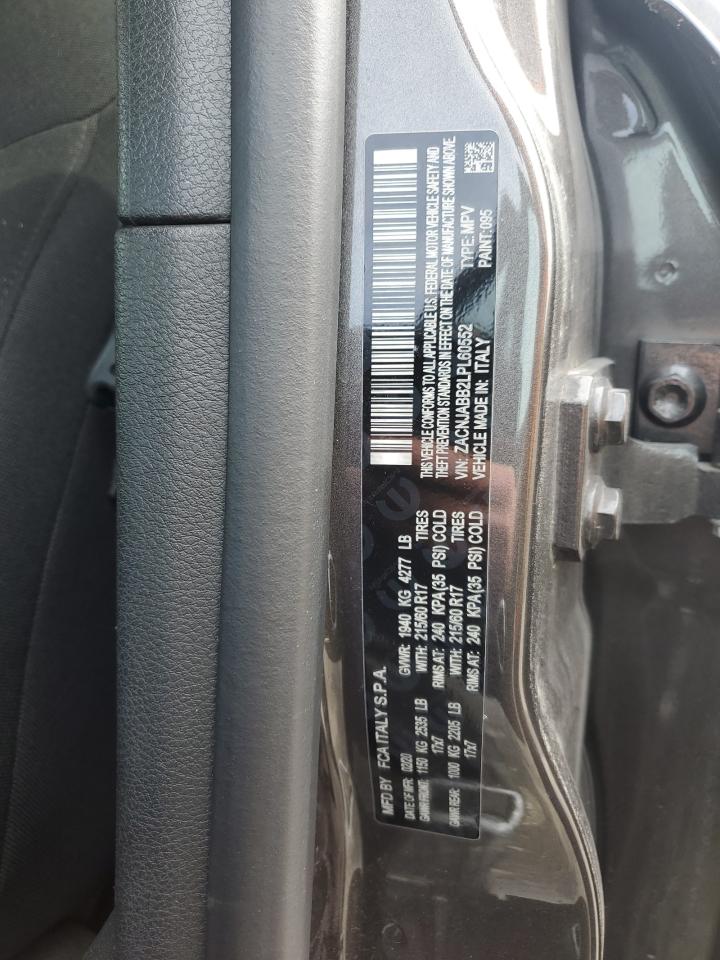 MFD BY FCA ITALY S.P.A.
DATE OF MFR: 10220 GVWR: 1940 KG 4277 LB
GAWR FRONT: 1150 KG 2535 LB WITH: 215/60 R17 TIRES
17x7 RIMS AT: 240 KPA(35 PSI) COLD
GAWR REAR: 1000 KG 2205 LB WITH: 215/60 R17 TIRES
17x7 RIMS AT: 240 KPA(35 PSI) COLD
THIS VEHICLE CONFORMS TO ALL APPLICABLE U.S. FEDERAL MOTOR VEHICLE SAFETY AND
THEFT PREVENTION STANDARDS IN EFFECT ON THE DATE OF MANUFACTURE SHOWN ABOVE.
VIN: ZACNJABB2LPL60552 TYPE: MPV
VEHICLE MADE IN: ITALY PAINT: 095